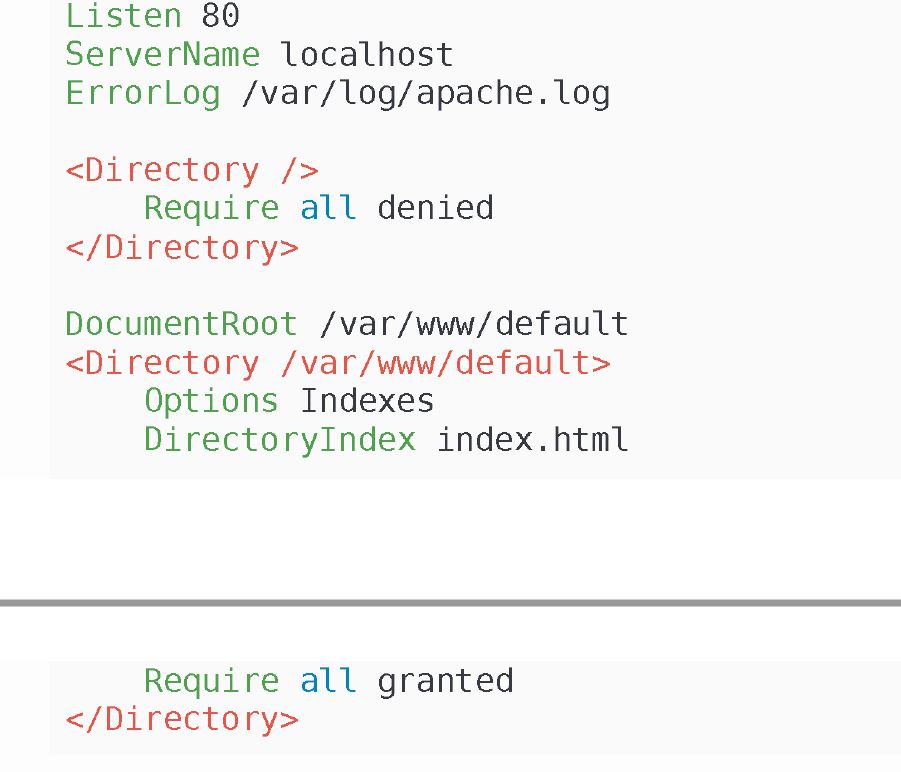 Listen 80
ServerName localhost
ErrorLog /var/log/apache.log
<Directory />
    Require all denied
</Directory>
DocumentRoot /var/www/default
<Directory /var/www/default>
    Options Indexes
    DirectoryIndex index.html
    Require all granted
</Directory>